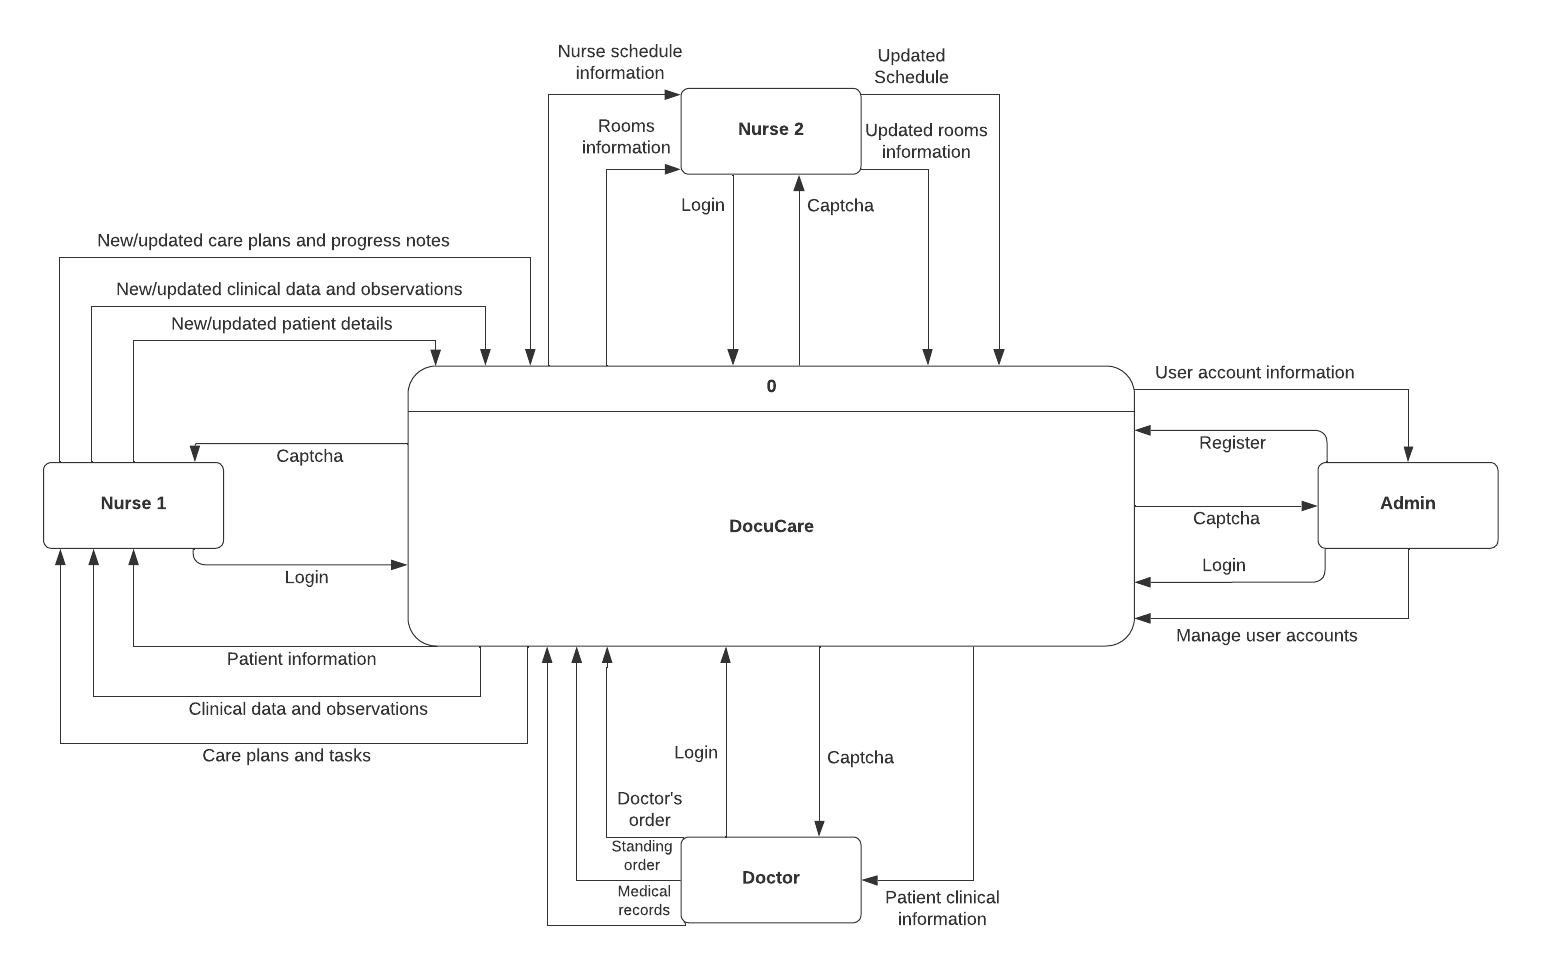 Nurse schedule
information
Updated
Schedule
Rooms
information
Nurse 2
Updated rooms
information
Login
Captcha
New/updated care plans and progress notes
New/updated clinical data and observations
New/updated patient details
0
User account information
Captcha
Register
Nurse 1
DocuCare
Captcha
Admin
Login
Login
Patient information
Manage user accounts
Clinical data and observations
Care plans and tasks
Login
Captcha
Doctor's
order
Standing
order
Medical
records
Doctor
Patient clinical
information